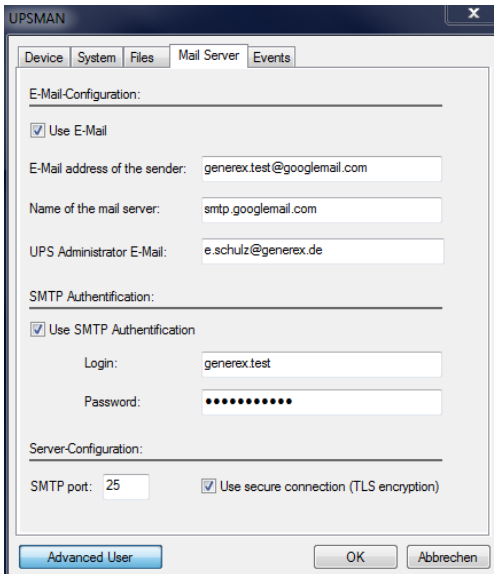 UPSMAN
x
Device System Files Mail Server Events
E-Mail-Configuration:
Use E-Mail
E-Mail address of the sender: generex.test@googlemail.com
Name of the mail server: smtp.googlemail.com
UPS Administrator E-Mail: e.schulz@generex.de
SMTP Authentification:
Use SMTP Authentification
Login: generex.test
Password: ●●●●●●●●●●●
Server-Configuration:
SMTP port: 25 Use secure connection (TLS encryption)
Advanced User OK Abbrechen